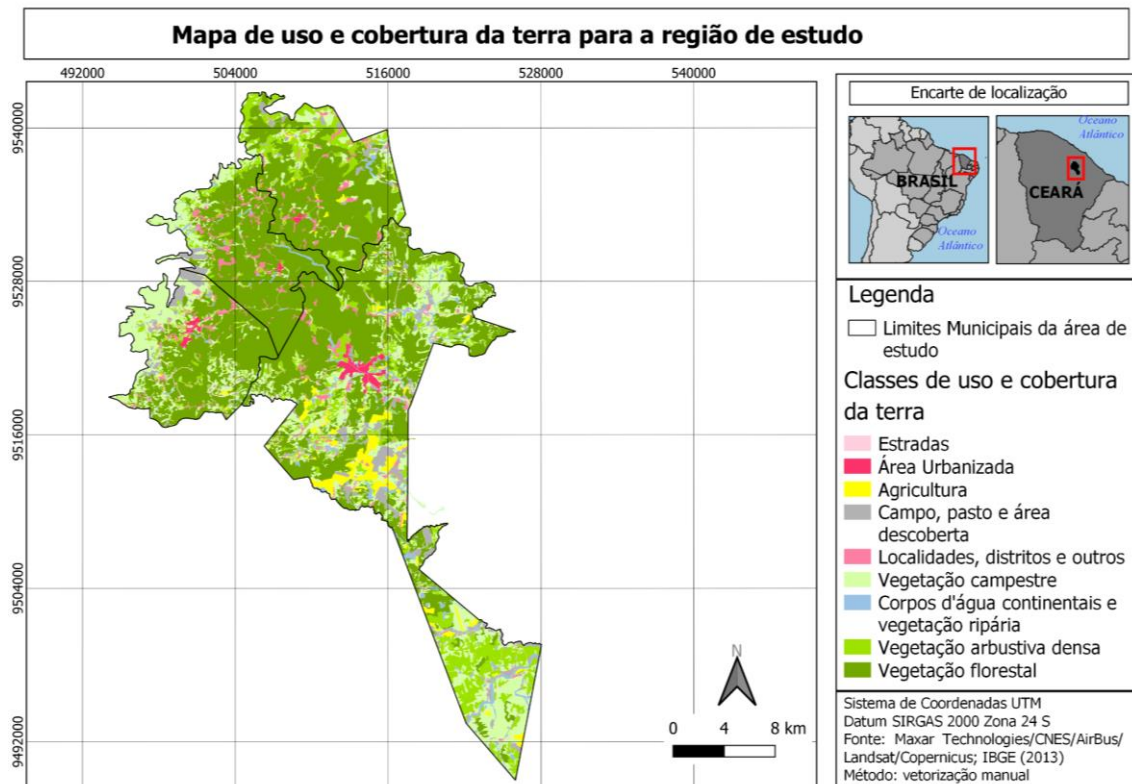 Mapa de uso e cobertura da terra para a região de estudo
492000
504000
516000
528000
540000
9540000
9528000
9516000
9504000
9492000
N
0 4 8 km
Encarte de localização
BRASIL
Oceano
Atlântico
Oceano
Atlântico
CEARÁ
Legenda
Limites Municipais da área de
estudo
Classes de uso e cobertura
da terra
Estradas
Área Urbanizada
Agricultura
Campo, pasto e área
descoberta
Localidades, distritos e outros
Vegetação campestre
Corpos d'água continentais e
vegetação ripária
Vegetação arbustiva densa
Vegetação florestal
Sistema de Coordenadas UTM
Datum SIRGAS 2000 Zona 24 S
Fonte: Maxar Technologies/CNES/AirBus/
Landsat/Copernicus; IBGE (2013)
Método: vetorização manual